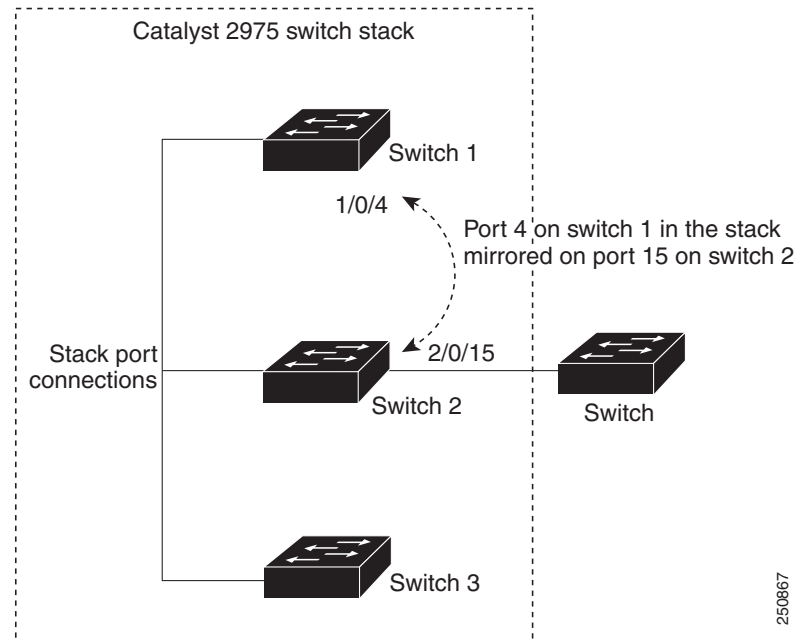 Catalyst 2975 switch stack
Switch 1
1/0/4
Port 4 on switch 1 in the stack
mirrored on port 15 on switch 2
Stack port
connections
2/0/15
Switch 2
Switch
Switch 3
250867